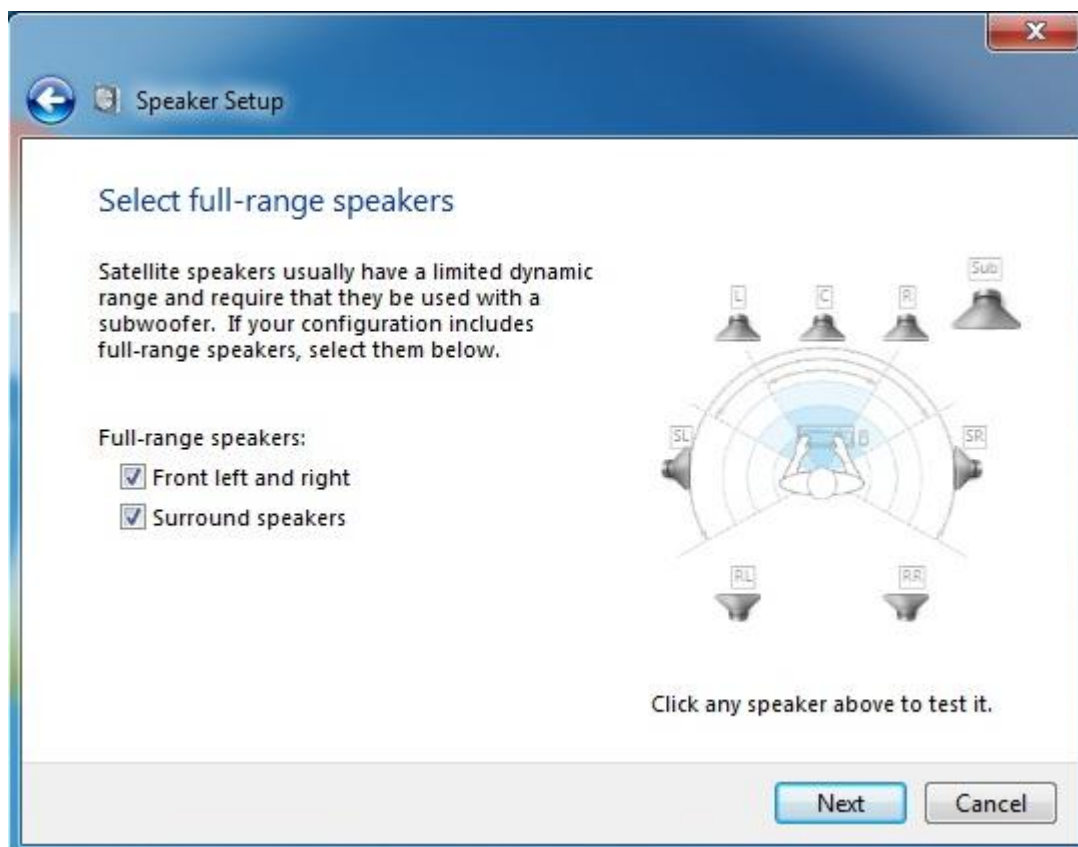 Speaker Setup
Select full-range speakers
Satellite speakers usually have a limited dynamic
range and require that they be used with a
subwoofer. If your configuration includes
full-range speakers, select them below.
Full-range speakers:
Front left and right
Surround speakers
L C R Sub
SL SR
RL RR
Click any speaker above to test it.
Next Cancel